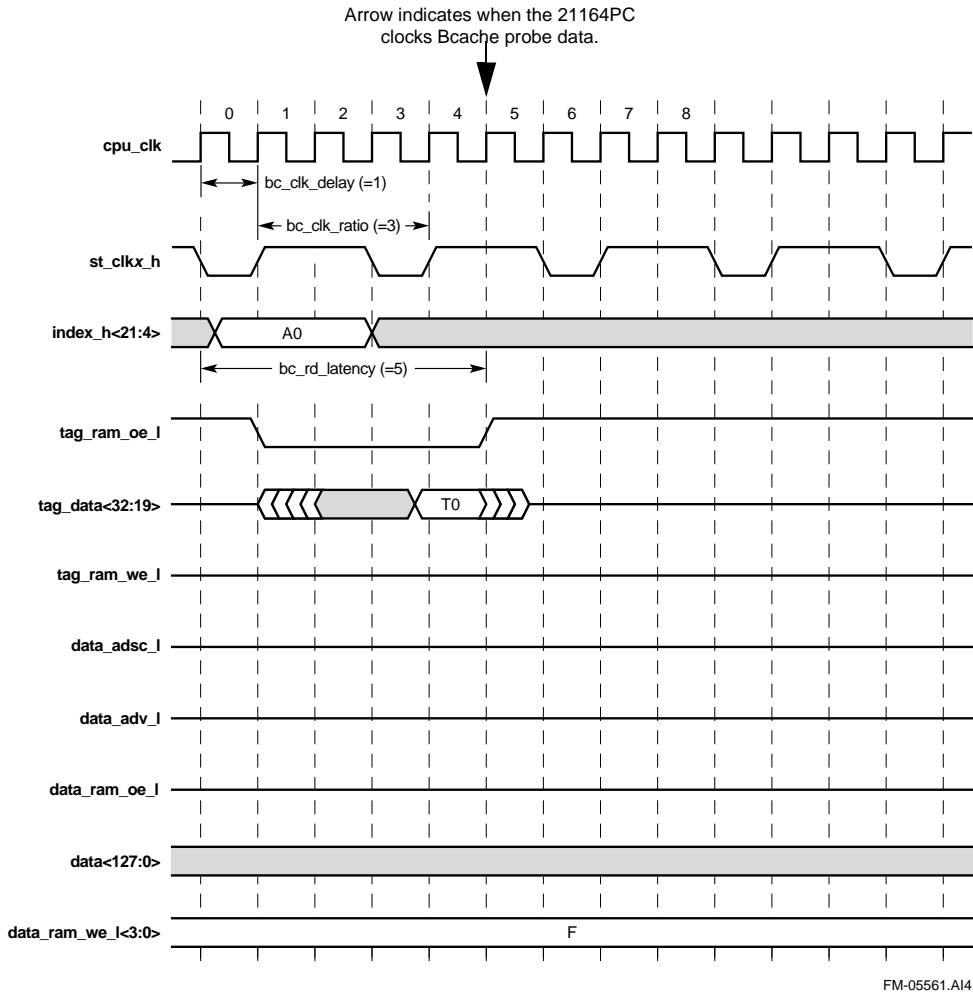 Arrow indicates when the 21164PC
clocks Bcache probe data.
0 1 2 3 4 5 6 7 8
cpu_clk
bc_clk_delay (=1)
bc_clk_ratio (=3)
st_clkx_h
index_h<21:4>
A0
bc_rd_latency (=5)
tag_ram_oe_l
tag_data<32:19>
T0
tag_ram_we_l
data_adsc_l
data_adv_l
data_ram_oe_l
data<127:0>
data_ram_we_l<3:0>
F
FM-05561.AI4